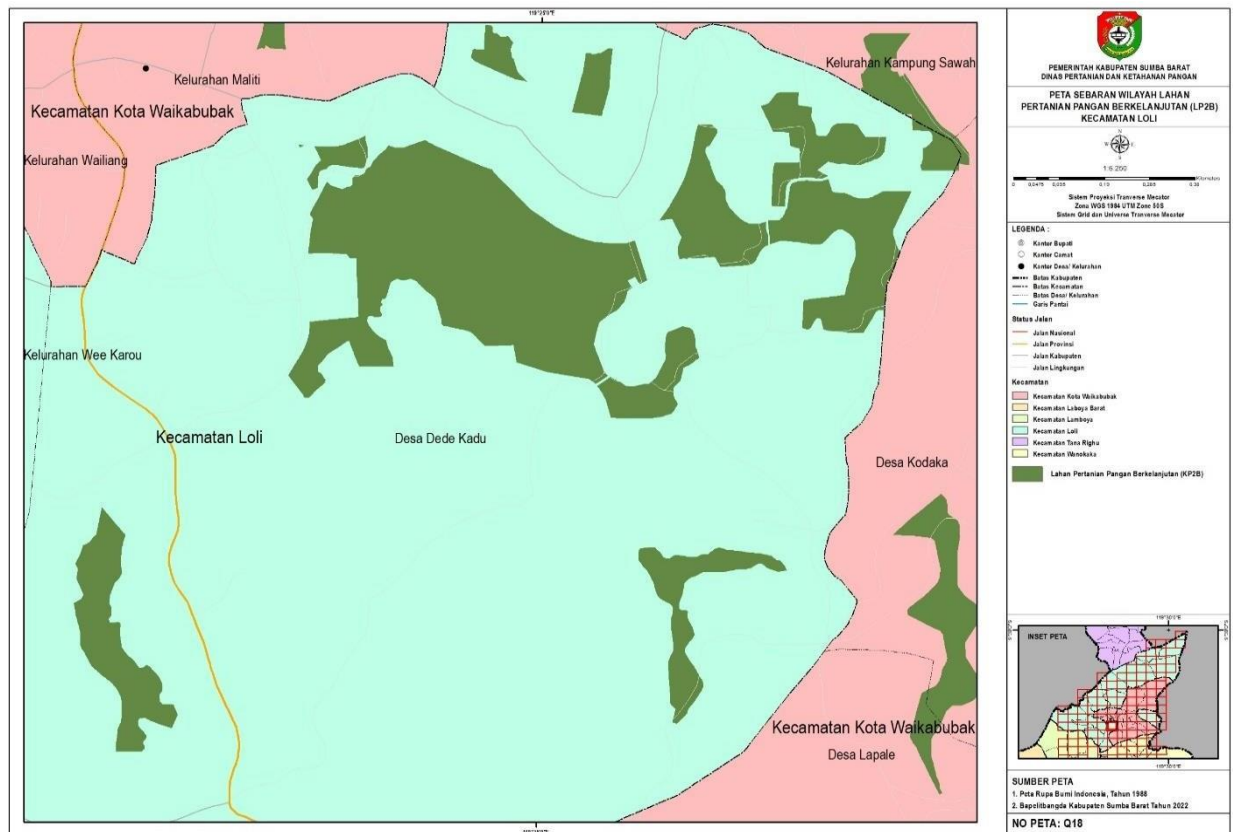 119°25'0"E
Kelurahan Maliti
Kelurahan Kampung Sawah
Kecamatan Kota Waikabubak
Kelurahan Wailiang
Kelurahan Wee Karou
Kecamatan Loli
Desa Dede Kadu
Desa Kodaka
Kecamatan Kota Waikabubak
Desa Lapale
PEMERINTAH KABUPATEN SUMBA BARAT
DINAS PERTANIAN DAN KETAHANAN PANGAN
PETA SEBARAN WILAYAH LAHAN
PERTANIAN PANGAN BERKELANJUTAN (LP2B)
KECAMATAN LOLI
N
W E
S
Kilometers
Sistem Proyeksi Tranverse Mecator
Zona WGS 1984 UTM Zone 50S
Sistem Grid dan Universe Tranverse Mecator
LEGENDA :
Kantor Bupati
Kantor Camat
Kantor Desa/ Kelurahan
Batas Kabupaten
Batas Kecamatan
Batas Desa/ Kelurahan
Garis Pantai
Status Jalan
Jalan Nasional
Jalan Provinsi
Jalan Kabupaten
Jalan Lingkungan
Kecamatan
Kecamatan Kota Waikabubak
Kecamatan Laboya Barat
Kecamatan Lamboya
Kecamatan Loli
Kecamatan Tana Righu
Kecamatan Wanokaka
Lahan Pertanian Pangan Berkelanjutan (KP2B)
INSET PETA
SUMBER PETA
1. Peta Rupa Bumi Indonesia, Tahun 1988
2. Bapelitbangda Kabupaten Sumba Barat Tahun 2022
NO PETA: Q18